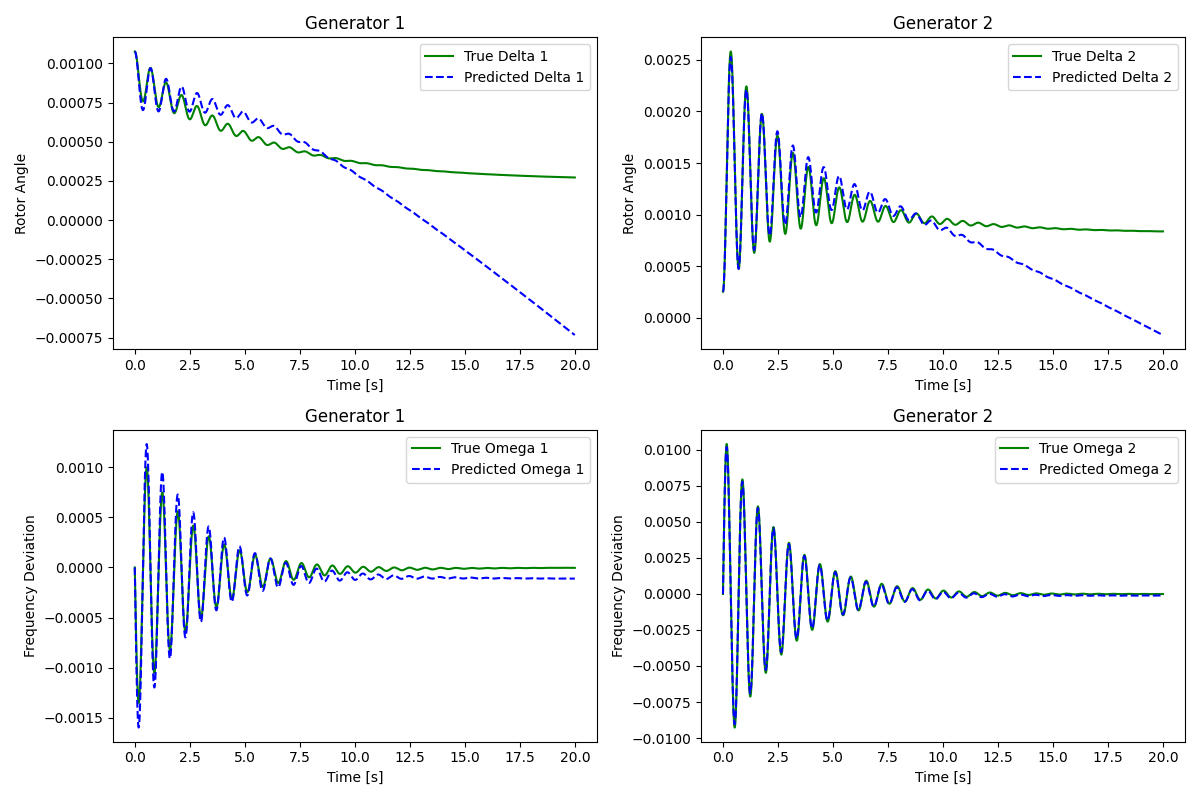 Generator 1
True Delta 1
Predicted Delta 1
0.00100
0.00075
0.00050
0.00025
0.00000
−0.00025
−0.00050
−0.00075
Rotor Angle
0.0 2.5 5.0 7.5 10.0 12.5 15.0 17.5 20.0
Time [s]
Generator 2
True Delta 2
Predicted Delta 2
0.0025
0.0020
0.0015
0.0010
0.0005
0.0000
Rotor Angle
0.0 2.5 5.0 7.5 10.0 12.5 15.0 17.5 20.0
Time [s]
Generator 1
True Omega 1
Predicted Omega 1
0.0010
0.0005
0.0000
−0.0005
−0.0010
−0.0015
Frequency Deviation
0.0 2.5 5.0 7.5 10.0 12.5 15.0 17.5 20.0
Time [s]
Generator 2
True Omega 2
Predicted Omega 2
0.0100
0.0075
0.0050
0.0025
0.0000
−0.0025
−0.0050
−0.0075
−0.0100
Frequency Deviation
0.0 2.5 5.0 7.5 10.0 12.5 15.0 17.5 20.0
Time [s]